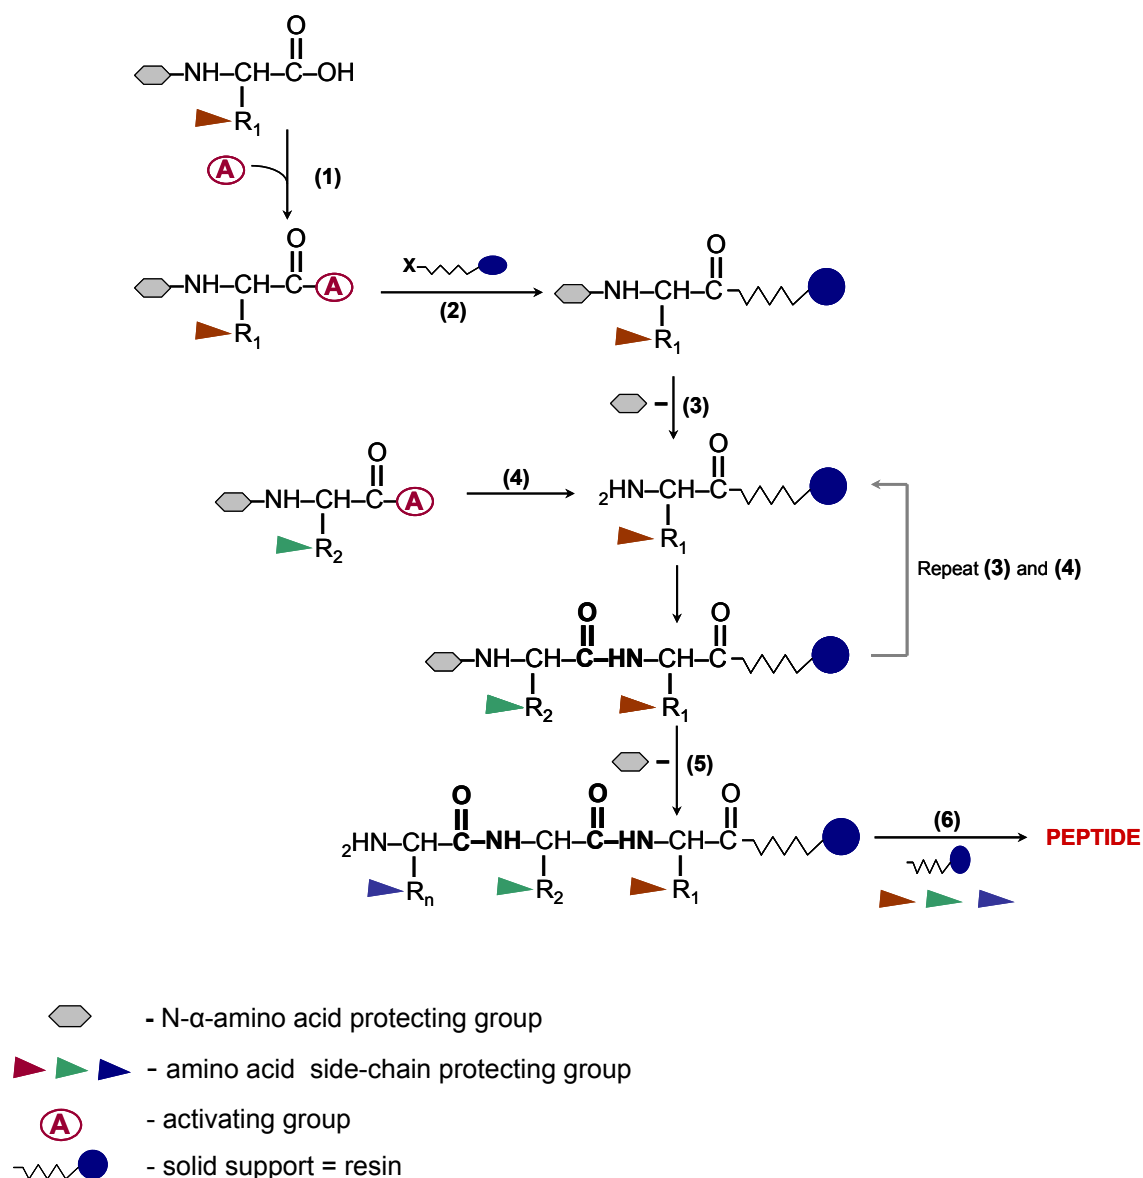 O
NH–CH–C–OH
R₁
A
(1)
O
NH–CH–C–A
R₁
X
(2)
O
NH–CH–C
R₁
– (3)
O
NH–CH–C–A
R₂
(4)
O
₂HN–CH–C
R₁
Repeat (3) and (4)
O O
NH–CH–C–HN–CH–C
R₂ R₁
– (5)
O O O
₂HN–CH–C–NH–CH–C–HN–CH–C
Rₙ R₂ R₁
(6)
PEPTIDE
- N-α-amino acid protecting group
- amino acid side-chain protecting group
A - activating group
- solid support = resin